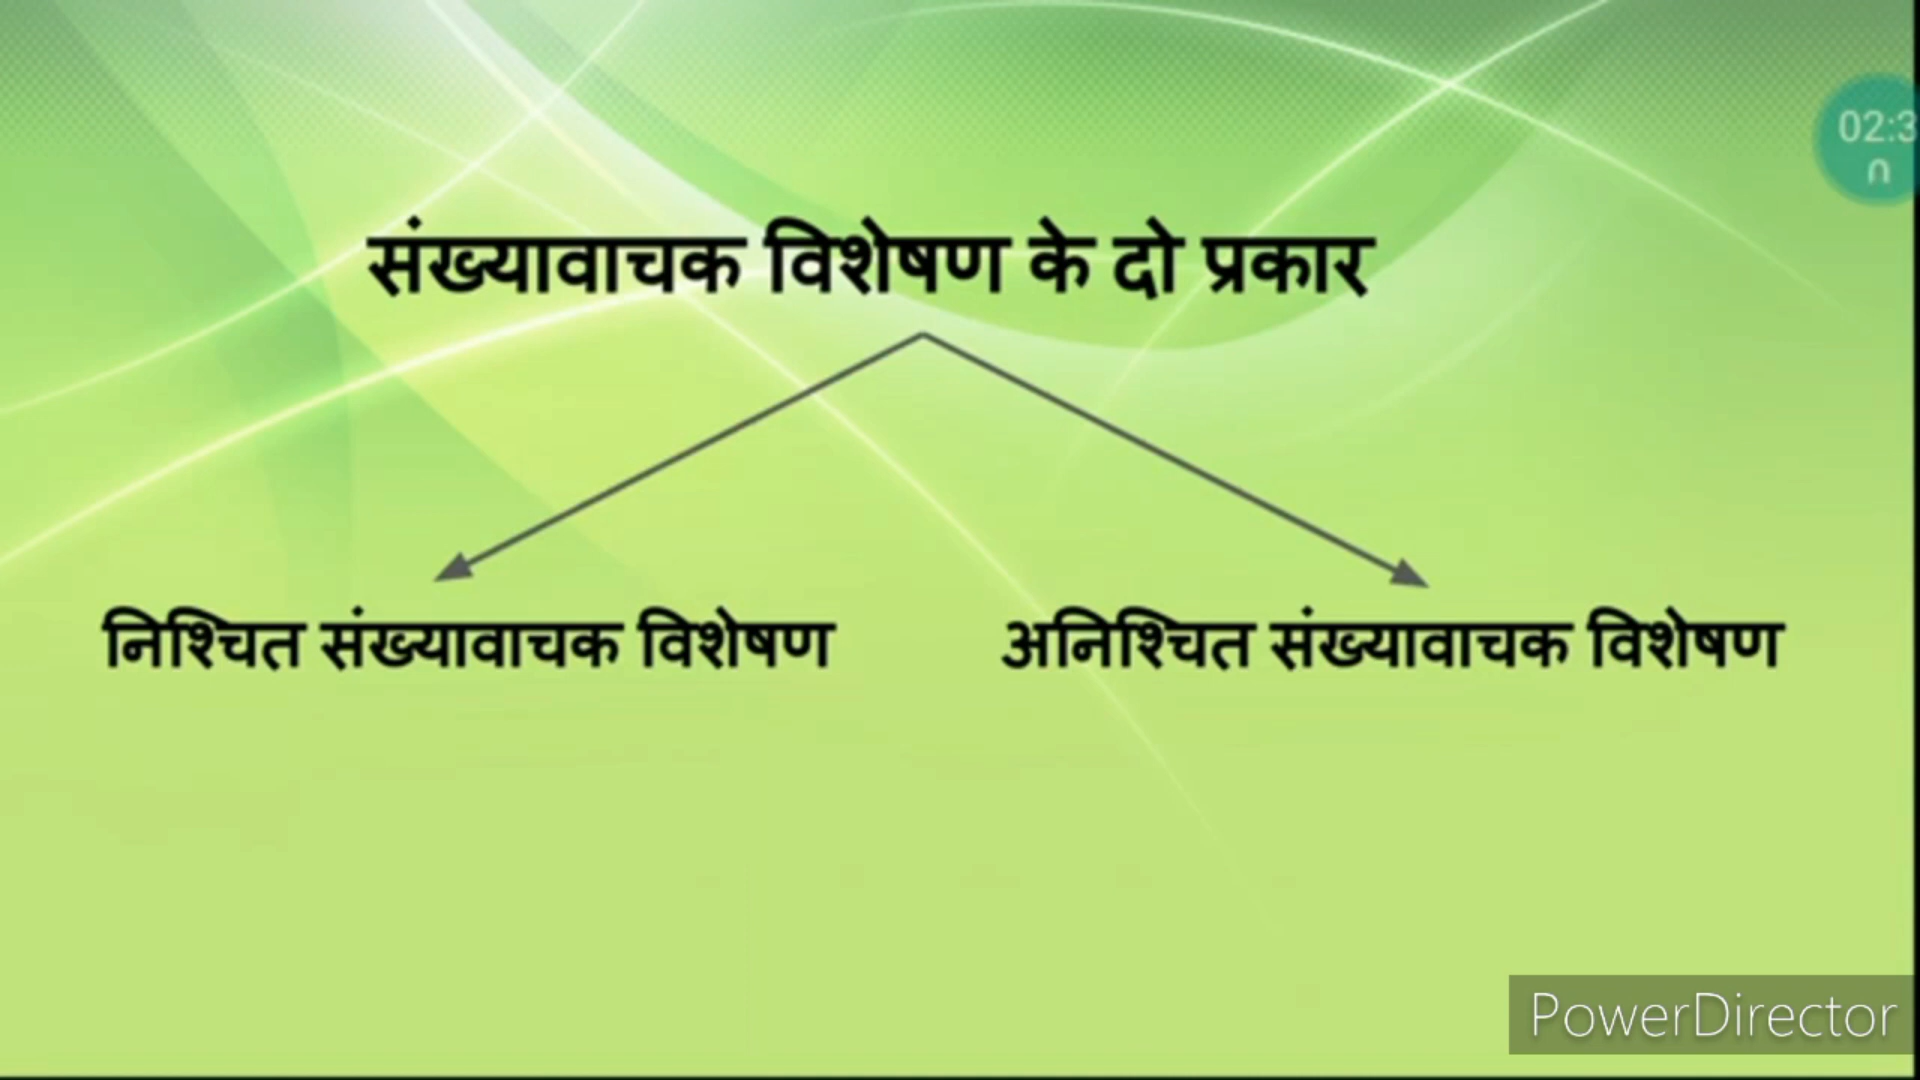 संख्यावाचक विशेषण के दो प्रकार
निश्चित संख्यावाचक विशेषण
अनिश्चित संख्यावाचक विशेषण
PowerDirector